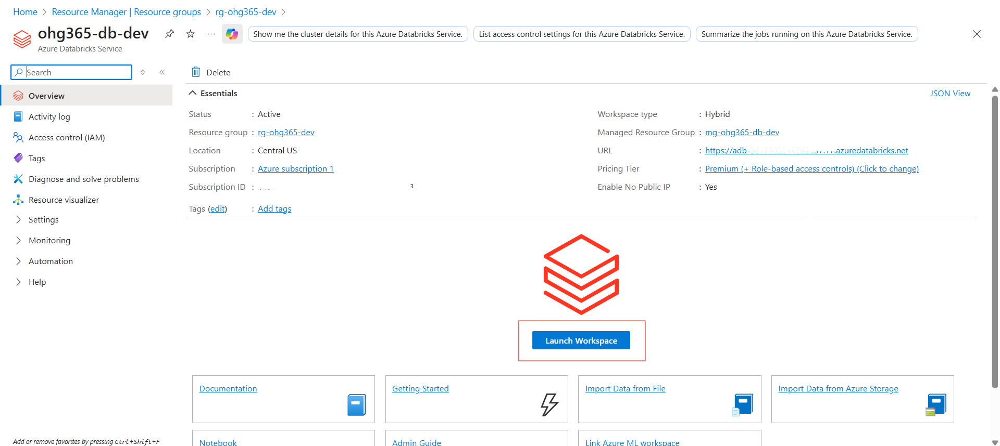 Home > Resource Manager | Resource groups > rg-ohg365-dev >
ohg365-db-dev
Azure Databricks Service
Show me the cluster details for this Azure Databricks Service.
List access control settings for this Azure Databricks Service.
Summarize the jobs running on this Azure Databricks Service.
Search
Delete
Overview
Activity log
Access control (IAM)
Tags
Diagnose and solve problems
Resource visualizer
Settings
Monitoring
Automation
Help
Add or remove favorites by pressing Ctrl+Shift+F
Essentials
JSON View
Status : Active
Resource group : rg-ohg365-dev
Location : Central US
Subscription : Azure subscription 1
Subscription ID :
Tags (edit) : Add tags
Workspace type : Hybrid
Managed Resource Group : mg-ohg365-db-dev
URL : https://adb- .azuredatabricks.net
Pricing Tier : Premium (+ Role-based access controls) (Click to change)
Enable No Public IP : Yes
Launch Workspace
Documentation
Getting Started
Import Data from File
Import Data from Azure Storage
Notebook
Admin Guide
Link Azure ML workspace